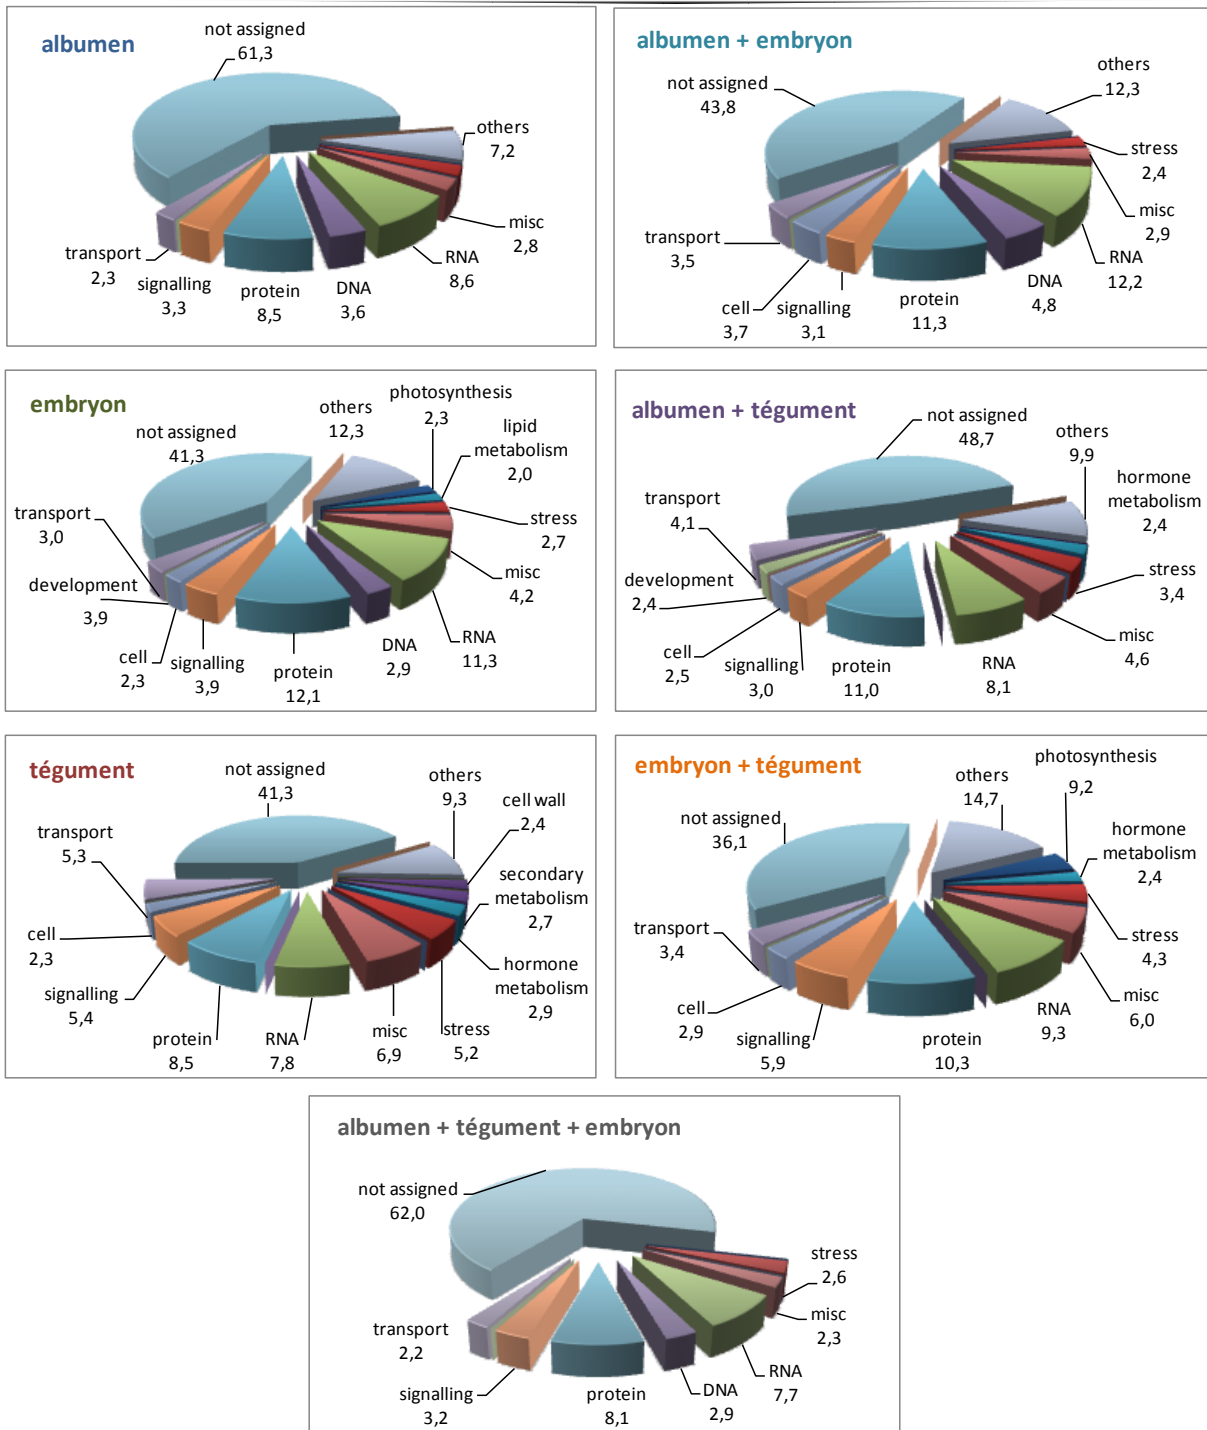 albumen
not assigned
61,3
others
7,2
misc
2,8
RNA
8,6
DNA
3,6
protein
8,5
signalling
3,3
transport
2,3
albumen + embryon
not assigned
43,8
others
12,3
stress
2,4
misc
2,9
RNA
12,2
DNA
4,8
protein
11,3
signalling
3,1
cell
3,7
transport
3,5
embryon
not assigned
41,3
others
12,3
photosynthesis
2,3
lipid
metabolism
2,0
stress
2,7
misc
4,2
RNA
11,3
DNA
2,9
protein
12,1
signalling
3,9
cell
2,3
development
3,9
transport
3,0
albumen + tégument
not assigned
48,7
others
9,9
hormone
metabolism
2,4
stress
3,4
misc
4,6
RNA
8,1
protein
11,0
signalling
3,0
cell
2,5
development
2,4
transport
4,1
tégument
not assigned
41,3
others
9,3
cell wall
2,4
secondary
metabolism
2,7
hormone
metabolism
2,9
stress
5,2
misc
6,9
RNA
7,8
protein
8,5
signalling
5,4
cell
2,3
transport
5,3
embryon + tégument
not assigned
36,1
others
14,7
photosynthesis
9,2
hormone
metabolism
2,4
stress
4,3
misc
6,0
RNA
9,3
protein
10,3
signalling
5,9
cell
2,9
transport
3,4
albumen + tégument + embryon
not assigned
62,0
stress
2,6
misc
2,3
RNA
7,7
DNA
2,9
protein
8,1
signalling
3,2
transport
2,2